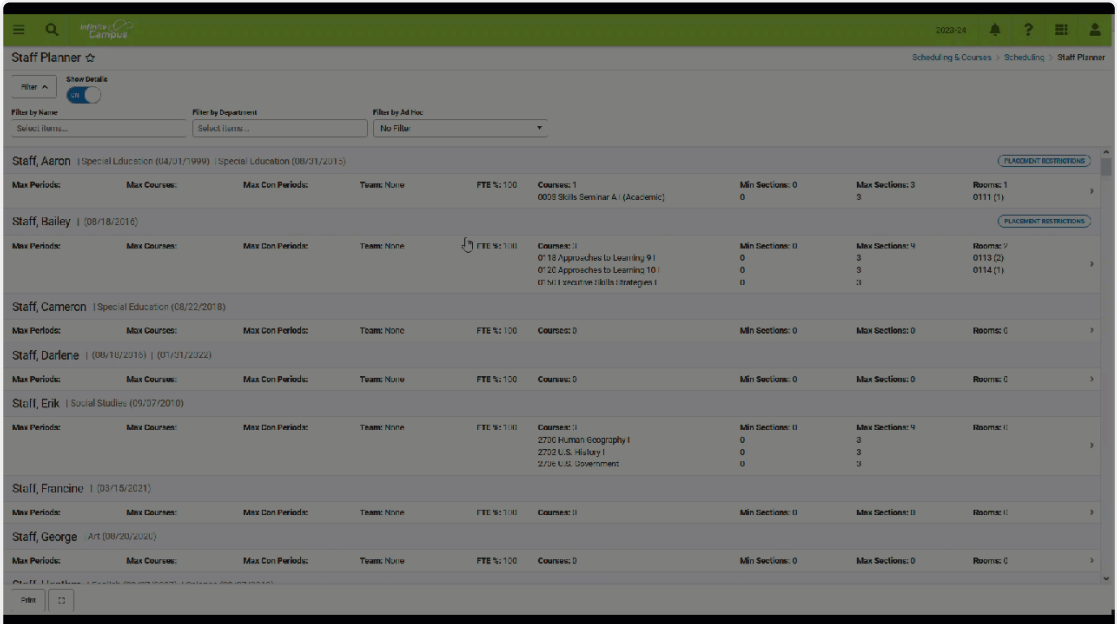 Infinite Campus
2023-24
Staff Planner
Scheduling & Courses > Scheduling > Staff Planner
Filter
Show Details
ON
Filter by Name
Filter by Department
Filter by Ad Hoc
Select items...
Select items...
No Filter
Staff, Aaron | Special Education (04/01/1999) | Special Education (08/31/2015)
PLACEMENT RESTRICTIONS
Max Periods: Max Courses: Max Con Periods: Team: None FTE %: 100 Courses: 1 Min Sections: 0 Max Sections: 3 Rooms: 1
0009 Skills Seminar A I (Academic) 0 3 0111 (1)
Staff, Bailey | (08/18/2016)
PLACEMENT RESTRICTIONS
Max Periods: Max Courses: Max Con Periods: Team: None FTE %: 100 Courses: 3 Min Sections: 0 Max Sections: 9 Rooms: 2
0118 Approaches to Learning 9 I 0 3 0113 (2)
0120 Approaches to Learning 10 I 0 3 0114 (1)
0150 Executive Skills Strategies I 0 3
Staff, Cameron | Special Education (08/22/2018)
Max Periods: Max Courses: Max Con Periods: Team: None FTE %: 100 Courses: 0 Min Sections: 0 Max Sections: 0 Rooms: 0
Staff, Darlene | (08/18/2016) | (01/31/2022)
Max Periods: Max Courses: Max Con Periods: Team: None FTE %: 100 Courses: 0 Min Sections: 0 Max Sections: 0 Rooms: 0
Staff, Erik | Social Studies (09/07/2010)
Max Periods: Max Courses: Max Con Periods: Team: None FTE %: 100 Courses: 3 Min Sections: 0 Max Sections: 9 Rooms: 0
2700 Human Geography I 0 3
2702 U.S. History I 0 3
2706 U.S. Government 0 3
Staff, Francine | (03/15/2021)
Max Periods: Max Courses: Max Con Periods: Team: None FTE %: 100 Courses: 0 Min Sections: 0 Max Sections: 0 Rooms: 0
Staff, George Art (08/20/2020)
Max Periods: Max Courses: Max Con Periods: Team: None FTE %: 100 Courses: 0 Min Sections: 0 Max Sections: 0 Rooms: 0
Print